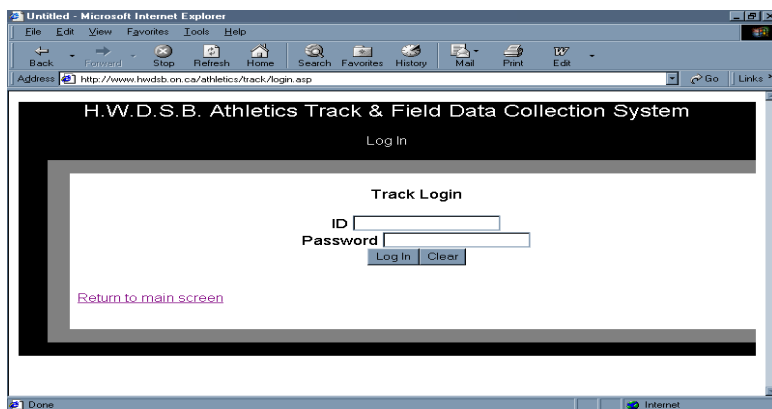 Untitled - Microsoft Internet Explorer
File Edit View Favorites Tools Help
Back Forward Stop Refresh Home Search Favorites History Mail Print Edit
Address http://www.hwdsb.on.ca/athletics/track/login.asp Go Links
H.W.D.S.B. Athletics Track & Field Data Collection System
Log In
Track Login
ID
Password
Log In Clear
Return to main screen
Done Internet